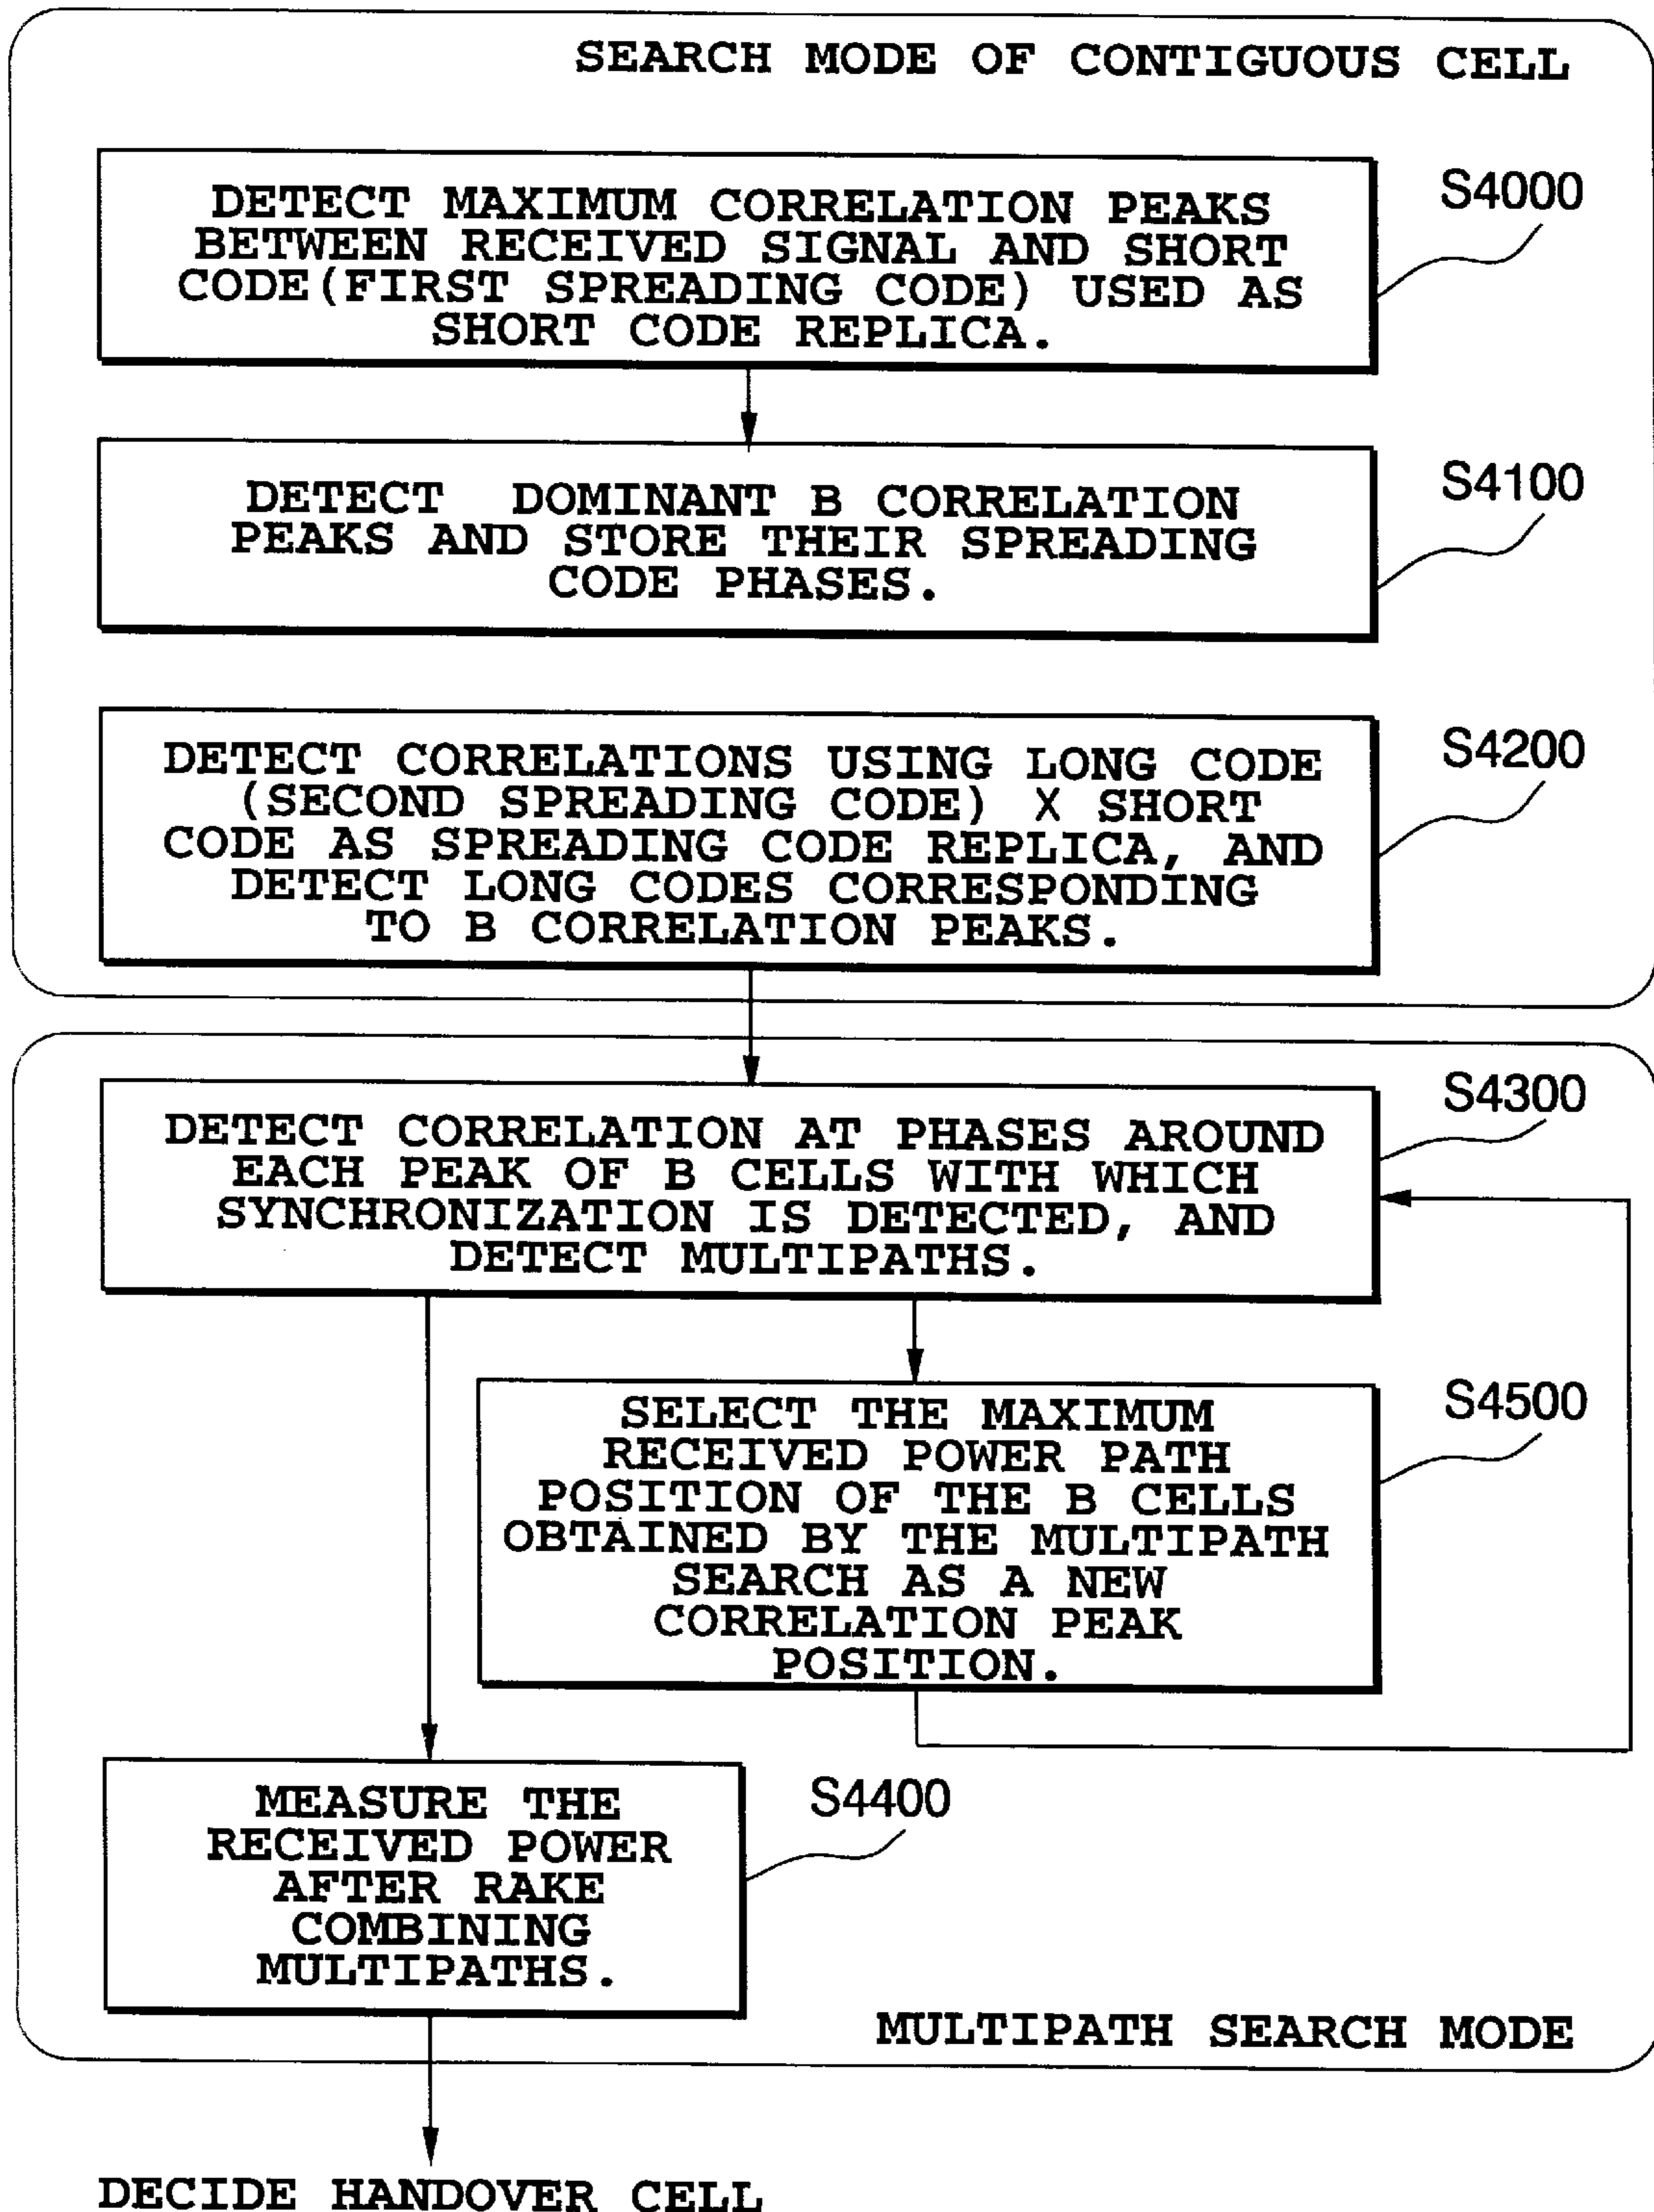 SEARCH MODE OF CONTIGUOUS CELL
S4000
DETECT MAXIMUM CORRELATION PEAKS
BETWEEN RECEIVED SIGNAL AND SHORT
CODE(FIRST SPREADING CODE) USED AS
SHORT CODE REPLICA.
S4100
DETECT DOMINANT B CORRELATION
PEAKS AND STORE THEIR SPREADING
CODE PHASES.
S4200
DETECT CORRELATIONS USING LONG CODE
(SECOND SPREADING CODE) X SHORT
CODE AS SPREADING CODE REPLICA, AND
DETECT LONG CODES CORRESPONDING
TO B CORRELATION PEAKS.
S4300
DETECT CORRELATION AT PHASES AROUND
EACH PEAK OF B CELLS WITH WHICH
SYNCHRONIZATION IS DETECTED, AND
DETECT MULTIPATHS.
S4500
SELECT THE MAXIMUM
RECEIVED POWER PATH
POSITION OF THE B CELLS
OBTAINED BY THE MULTIPATH
SEARCH AS A NEW
CORRELATION PEAK
POSITION.
S4400
MEASURE THE
RECEIVED POWER
AFTER RAKE
COMBINING
MULTIPATHS.
MULTIPATH SEARCH MODE
DECIDE HANDOVER CELL